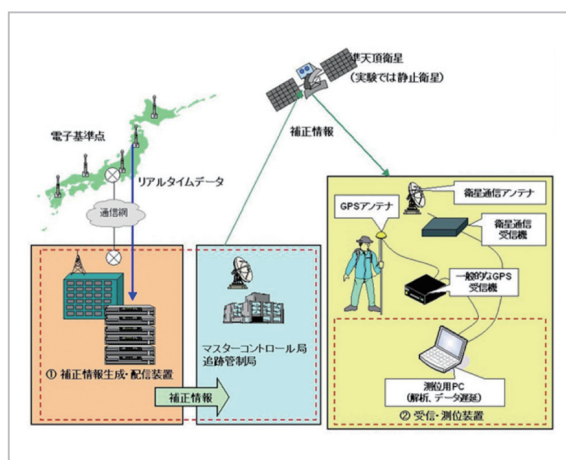 準天頂衛星
(実験では静止衛星)
補正情報
電子基準点
リアルタイムデータ
通信網
① 補正情報生成・配信装置
補正情報
マスターコントロール局
追跡管制局
衛星通信アンテナ
GPSアンテナ
衛星通信
受信機
一般的なGPS
受信機
測位用PC
(解析、データ遅延)
② 受信・測位装置